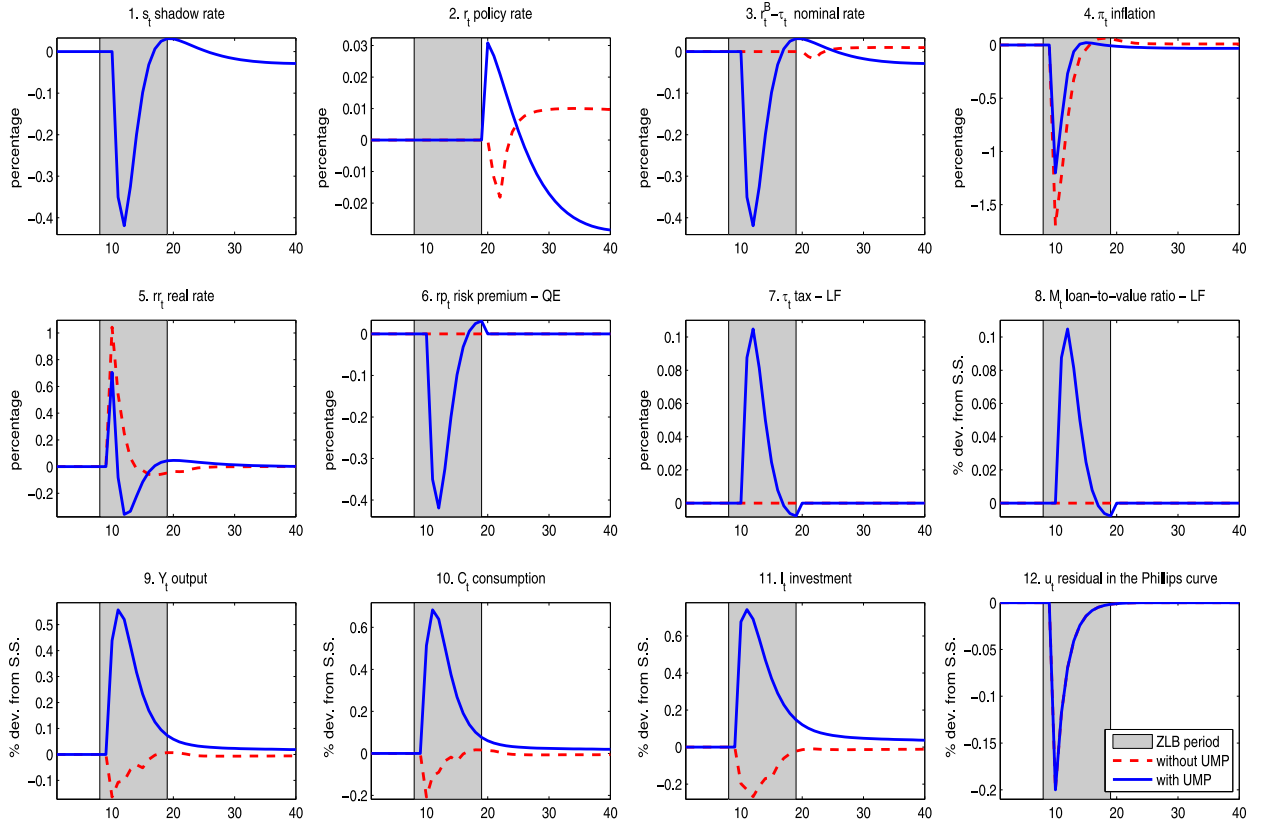 1. s_t shadow rate
2. r_t policy rate
3. r_t^B−τ_t nominal rate
4. π_t inflation
percentage
0
−0.1
−0.2
−0.3
−0.4
10 20 30 40
percentage
0.03
0.02
0.01
0
−0.01
−0.02
10 20 30 40
percentage
0
−0.1
−0.2
−0.3
−0.4
10 20 30 40
percentage
0
−0.5
−1
−1.5
10 20 30 40
5. rr_t real rate
6. rp_t risk premium − QE
7. τ_t tax − LF
8. M_t loan−to−value ratio − LF
percentage
1
0.8
0.6
0.4
0.2
0
−0.2
10 20 30 40
percentage
0
−0.1
−0.2
−0.3
−0.4
10 20 30 40
percentage
0.1
0.08
0.06
0.04
0.02
0
10 20 30 40
% dev. from S.S.
0.1
0.08
0.06
0.04
0.02
0
10 20 30 40
9. Y_t output
10. C_t consumption
11. I_t investment
12. u_t residual in the Phillips curve
% dev. from S.S.
0.5
0.4
0.3
0.2
0.1
0
−0.1
10 20 30 40
% dev. from S.S.
0.6
0.4
0.2
0
−0.2
10 20 30 40
% dev. from S.S.
0.6
0.4
0.2
0
−0.2
10 20 30 40
% dev. from S.S.
0
−0.05
−0.1
−0.15
−0.2
10 20 30 40
ZLB period
without UMP
with UMP